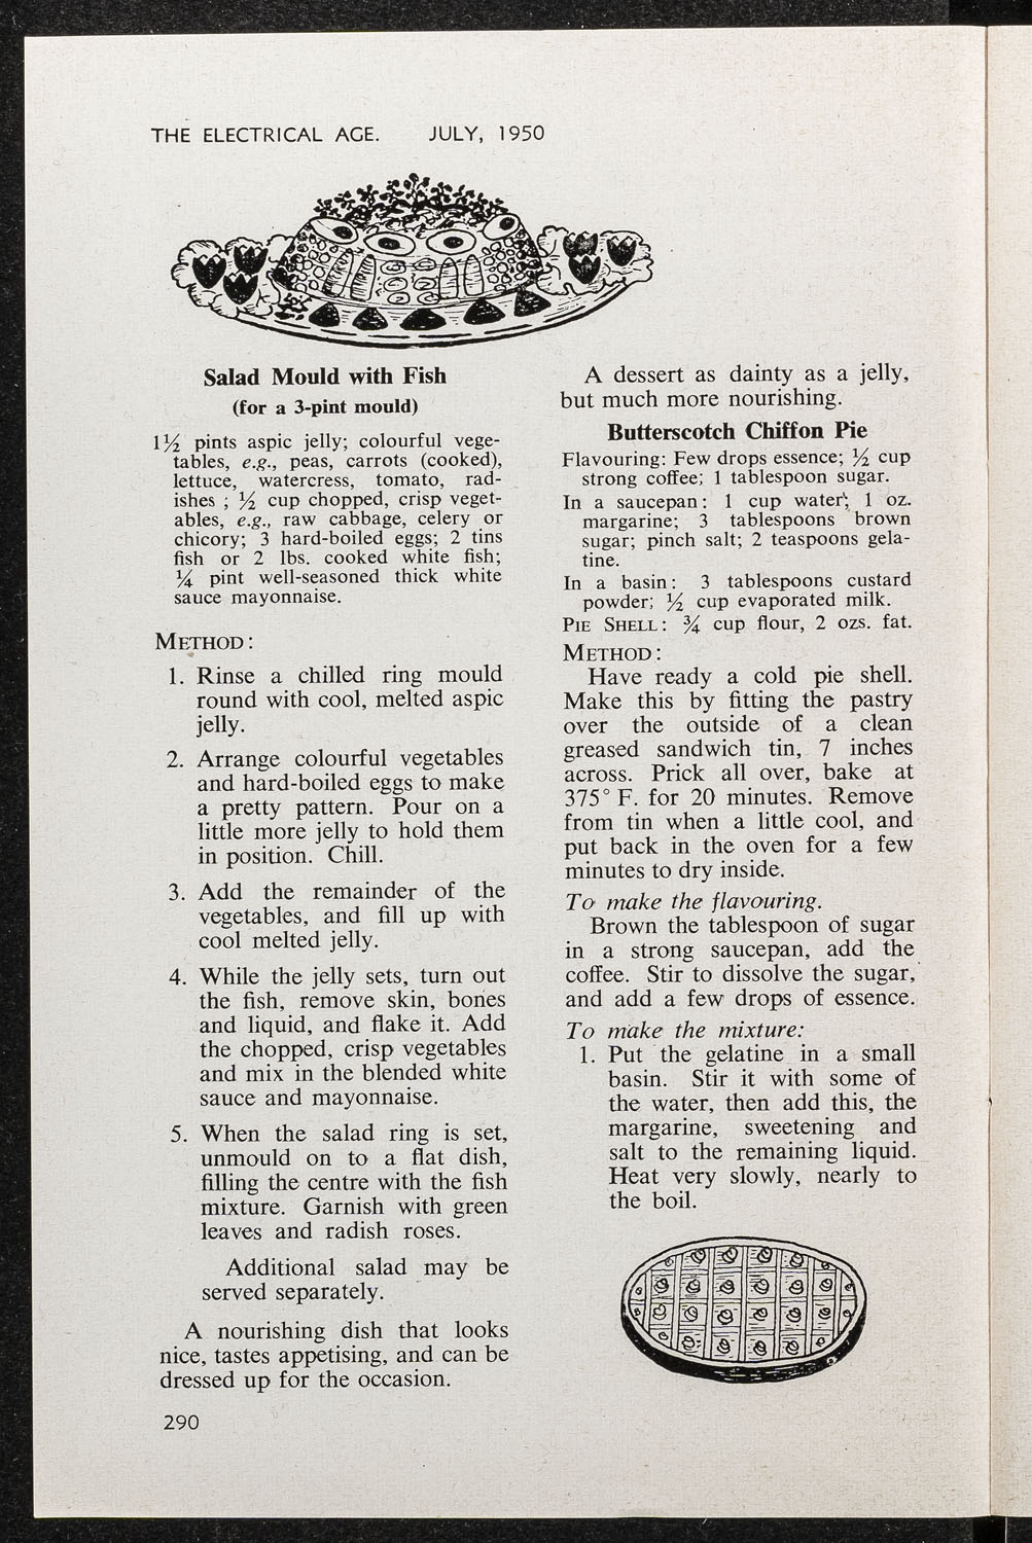 THE ELECTRICAL AGE. JULY, 1950
Salad Mould with Fish
(for a 3-pint mould)
1½ pints aspic jelly; colourful vege-
tables, e.g., peas, carrots (cooked),
lettuce, watercress, tomato, rad-
ishes ; ½ cup chopped, crisp veget-
ables, e.g., raw cabbage, celery or
chicory; 3 hard-boiled eggs; 2 tins
fish or 2 lbs. cooked white fish;
¼ pint well-seasoned thick white
sauce mayonnaise.
METHOD :
1. Rinse a chilled ring mould
round with cool, melted aspic
jelly.
2. Arrange colourful vegetables
and hard-boiled eggs to make
a pretty pattern. Pour on a
little more jelly to hold them
in position. Chill.
3. Add the remainder of the
vegetables, and fill up with
cool melted jelly.
4. While the jelly sets, turn out
the fish, remove skin, bones
and liquid, and flake it. Add
the chopped, crisp vegetables
and mix in the blended white
sauce and mayonnaise.
5. When the salad ring is set,
unmould on to a flat dish,
filling the centre with the fish
mixture. Garnish with green
leaves and radish roses.
Additional salad may be
served separately.
A nourishing dish that looks
nice, tastes appetising, and can be
dressed up for the occasion.
290
A dessert as dainty as a jelly,
but much more nourishing.
Butterscotch Chiffon Pie
Flavouring: Few drops essence; ½ cup
strong coffee; 1 tablespoon sugar.
In a saucepan: 1 cup water; 1 oz.
margarine; 3 tablespoons brown
sugar; pinch salt; 2 teaspoons gela-
tine.
In a basin: 3 tablespoons custard
powder; ½ cup evaporated milk.
PIE SHELL: ¾ cup flour, 2 ozs. fat.
METHOD :
Have ready a cold pie shell.
Make this by fitting the pastry
over the outside of a clean
greased sandwich tin, 7 inches
across. Prick all over, bake at
375° F. for 20 minutes. Remove
from tin when a little cool, and
put back in the oven for a few
minutes to dry inside.
To make the flavouring.
Brown the tablespoon of sugar
in a strong saucepan, add the
coffee. Stir to dissolve the sugar,
and add a few drops of essence.
To make the mixture:
1. Put the gelatine in a small
basin. Stir it with some of
the water, then add this, the
margarine, sweetening and
salt to the remaining liquid.
Heat very slowly, nearly to
the boil.